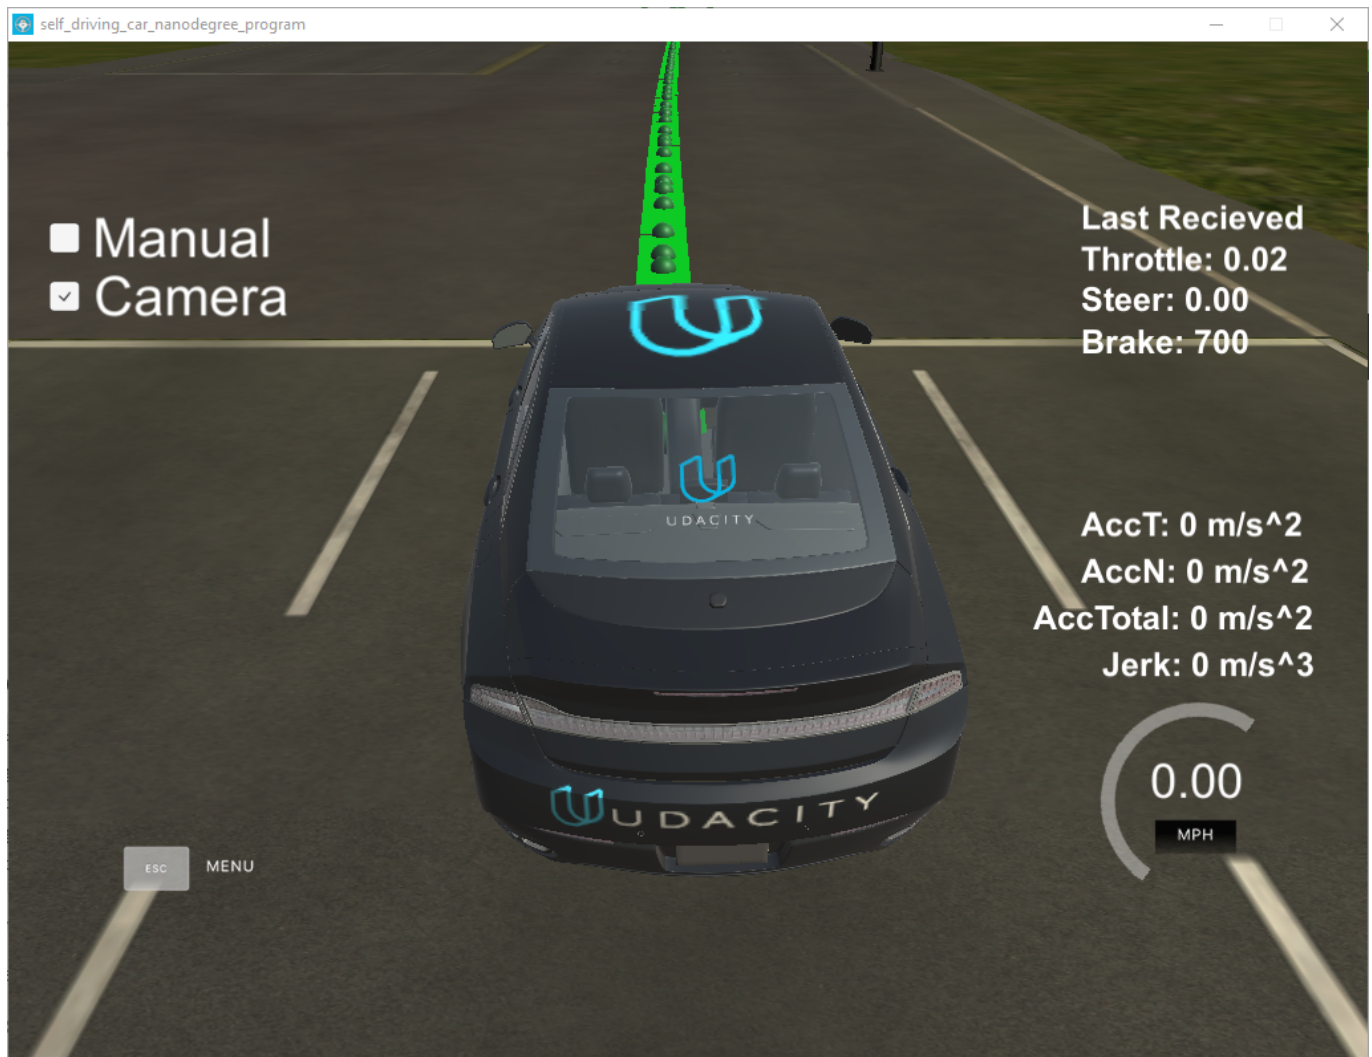 self_driving_car_nanodegree_program
Manual
Camera
Last Recieved
Throttle: 0.02
Steer: 0.00
Brake: 700
UDACITY
AccT: 0 m/s^2
AccN: 0 m/s^2
AccTotal: 0 m/s^2
Jerk: 0 m/s^3
0.00
MPH
UDACITY
ESC MENU